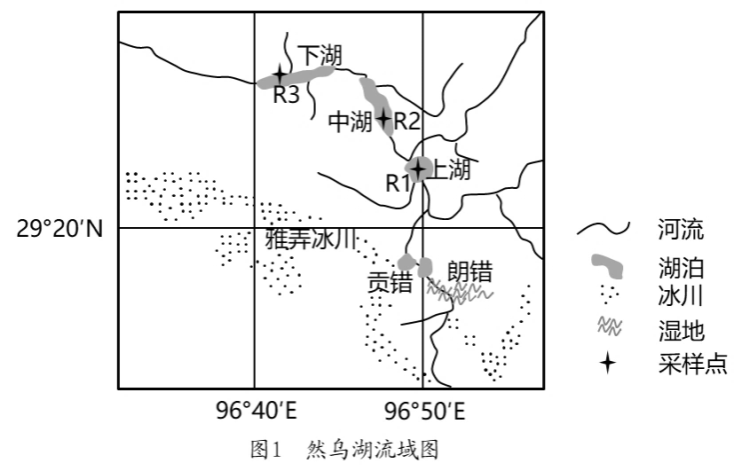 下湖
R3
中湖
R2
R1
上湖
29°20′N
雅弄冰川
贡错
朗错
96°40′E
96°50′E
河流
湖泊
冰川
湿地
采样点
图1 然乌湖流域图